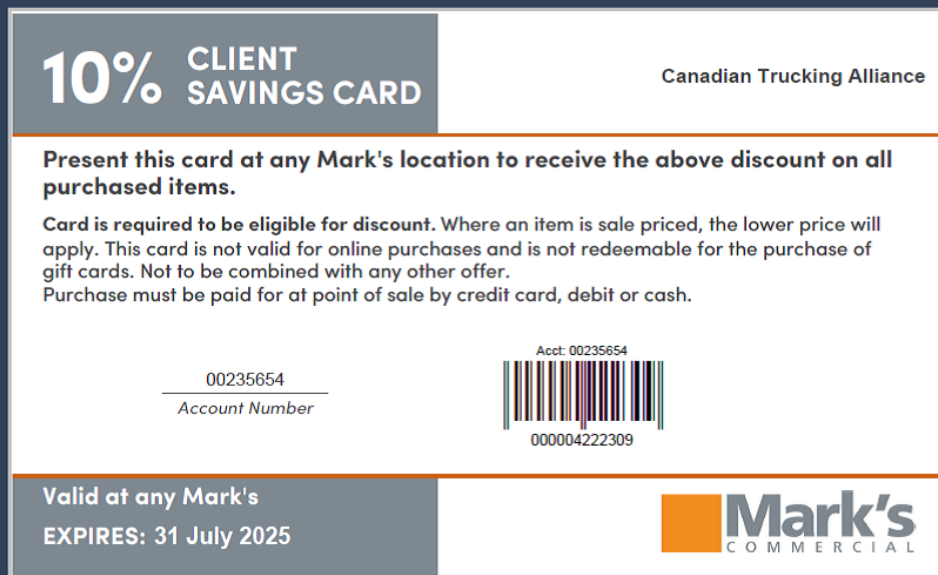 10% CLIENT
SAVINGS CARD
Canadian Trucking Alliance
Present this card at any Mark's location to receive the above discount on all
purchased items.
Card is required to be eligible for discount. Where an item is sale priced, the lower price will
apply. This card is not valid for online purchases and is not redeemable for the purchase of
gift cards. Not to be combined with any other offer.
Purchase must be paid for at point of sale by credit card, debit or cash.
00235654
Account Number
Acct: 00235654
000004222309
Valid at any Mark's
EXPIRES: 31 July 2025
Mark's
COMMERCIAL